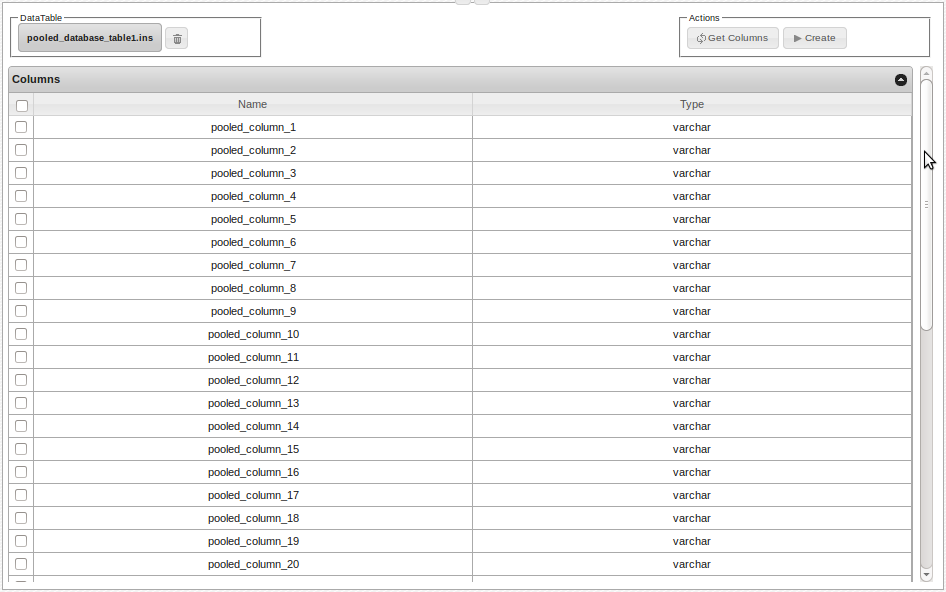 DataTable
pooled_database_table1.ins
Actions
Get Columns Create
Columns
Name Type
pooled_column_1 varchar
pooled_column_2 varchar
pooled_column_3 varchar
pooled_column_4 varchar
pooled_column_5 varchar
pooled_column_6 varchar
pooled_column_7 varchar
pooled_column_8 varchar
pooled_column_9 varchar
pooled_column_10 varchar
pooled_column_11 varchar
pooled_column_12 varchar
pooled_column_13 varchar
pooled_column_14 varchar
pooled_column_15 varchar
pooled_column_16 varchar
pooled_column_17 varchar
pooled_column_18 varchar
pooled_column_19 varchar
pooled_column_20 varchar